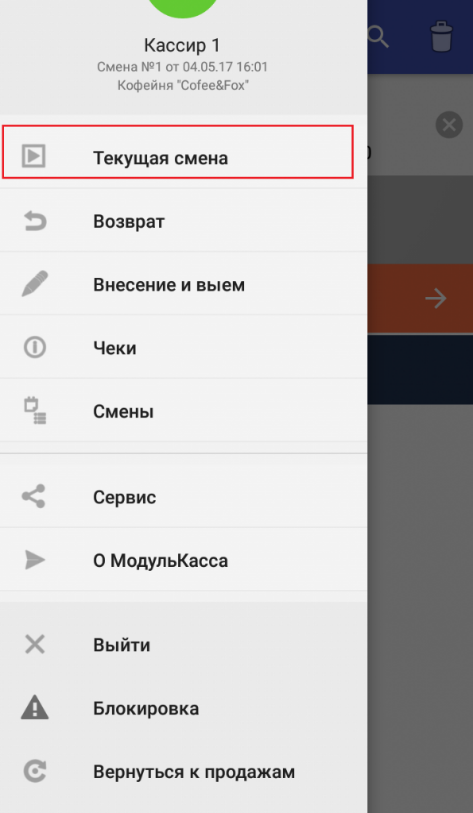 Кассир 1
Смена №1 от 04.05.17 16:01
Кофейня "Cofee&Fox"
Текущая смена
Возврат
Внесение и выем
Чеки
Смены
Сервис
О МодульКасса
Выйти
Блокировка
Вернуться к продажам